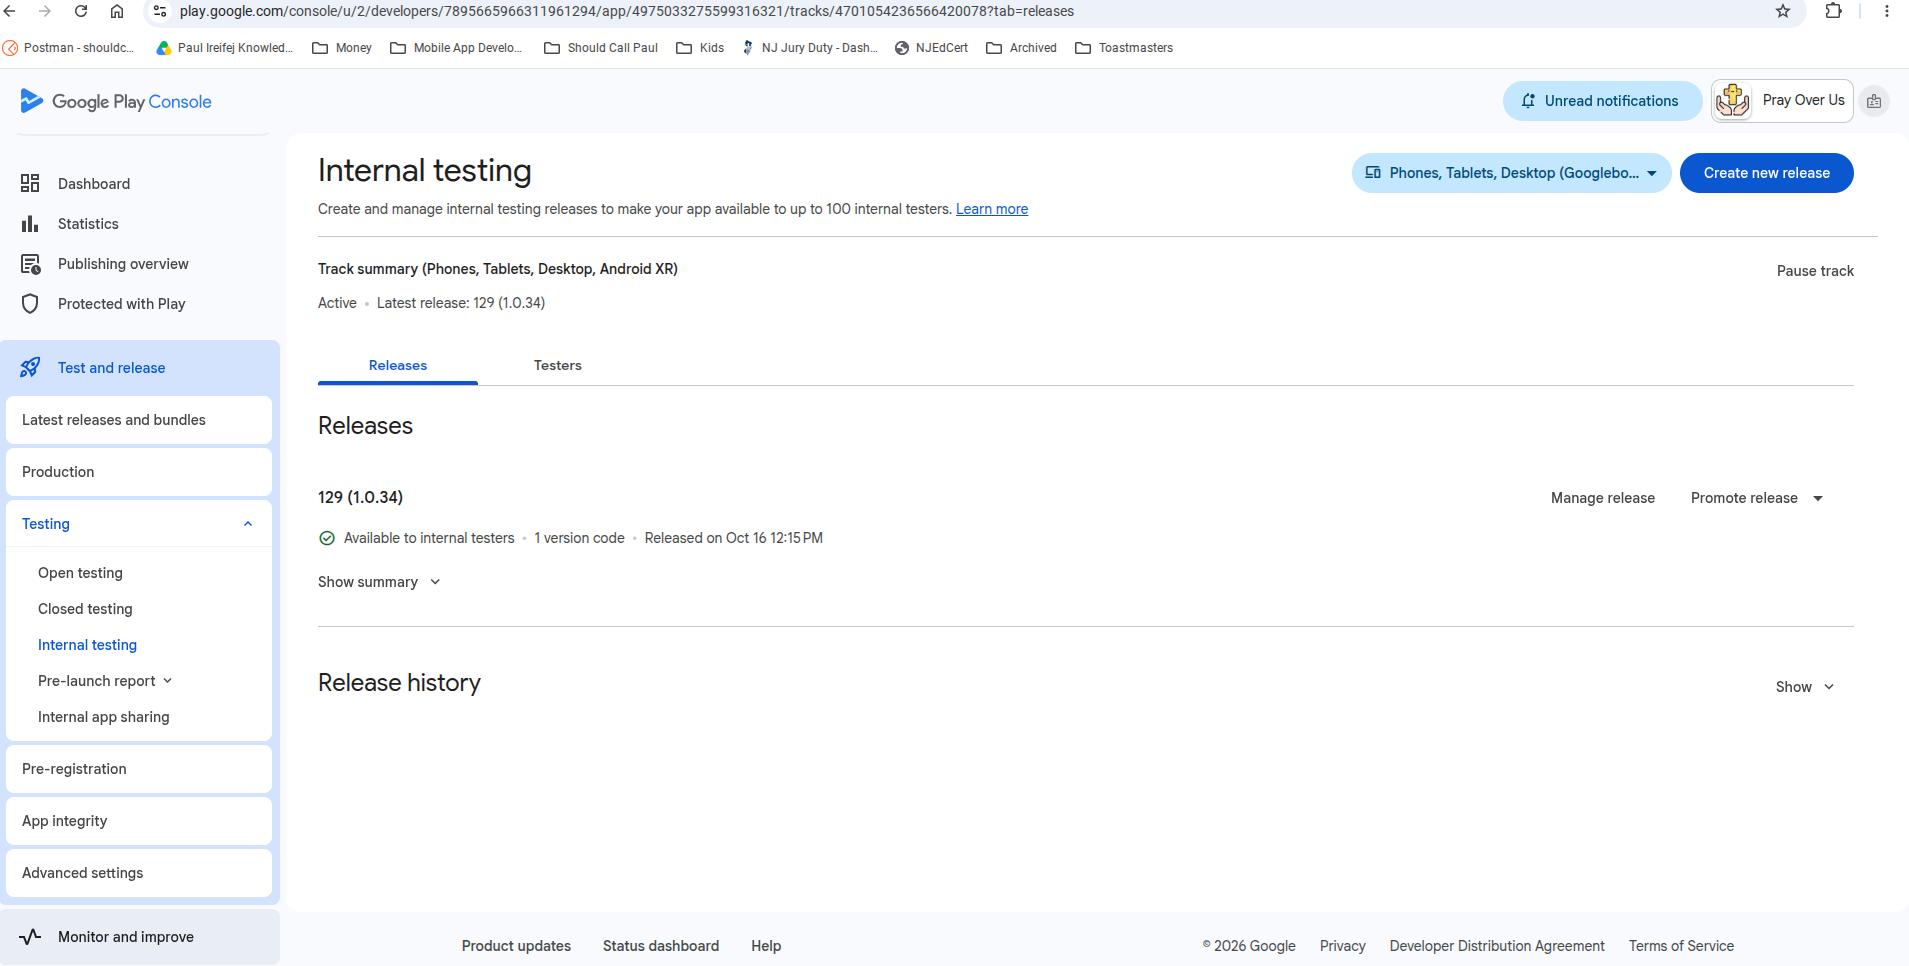 play.google.com/console/u/2/developers/7895665966311961294/app/4975033275599316321/tracks/4701054236566420078?tab=releases
Postman - shouldc... Paul Ireifej Knowled... Money Mobile App Develo... Should Call Paul Kids NJ Jury Duty - Dash... NJEdCert Archived Toastmasters
Google Play Console
Unread notifications
Pray Over Us
Dashboard
Statistics
Publishing overview
Protected with Play
Test and release
Latest releases and bundles
Production
Testing
Open testing
Closed testing
Internal testing
Pre-launch report
Internal app sharing
Pre-registration
App integrity
Advanced settings
Monitor and improve
Internal testing
Phones, Tablets, Desktop (Googlebo...
Create new release
Create and manage internal testing releases to make your app available to up to 100 internal testers. Learn more
Track summary (Phones, Tablets, Desktop, Android XR)
Pause track
Active • Latest release: 129 (1.0.34)
Releases Testers
Releases
129 (1.0.34)
Manage release Promote release
Available to internal testers • 1 version code • Released on Oct 16 12:15 PM
Show summary
Release history
Show
Product updates Status dashboard Help
© 2026 Google Privacy Developer Distribution Agreement Terms of Service